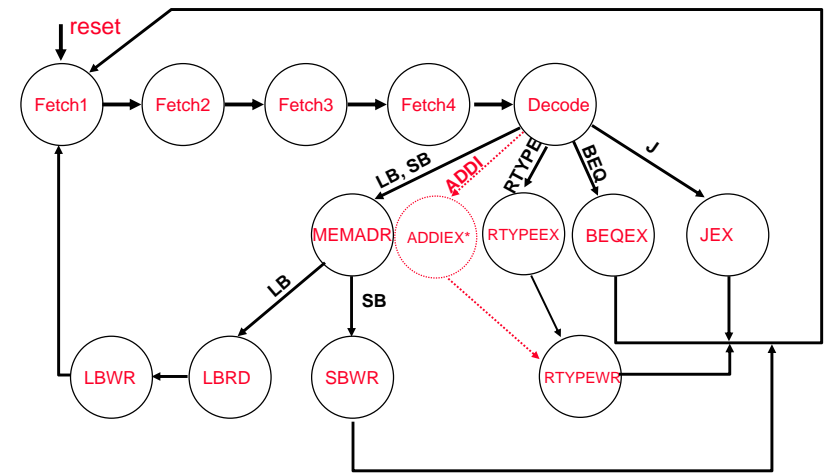 reset
Fetch1
Fetch2
Fetch3
Fetch4
Decode
LB, SB
ADDI
RTYPE
BEQ
J
MEMADR
ADDIEX*
RTYPEEX
BEQEX
JEX
LB
SB
LBWR
LBRD
SBWR
RTYPEWR